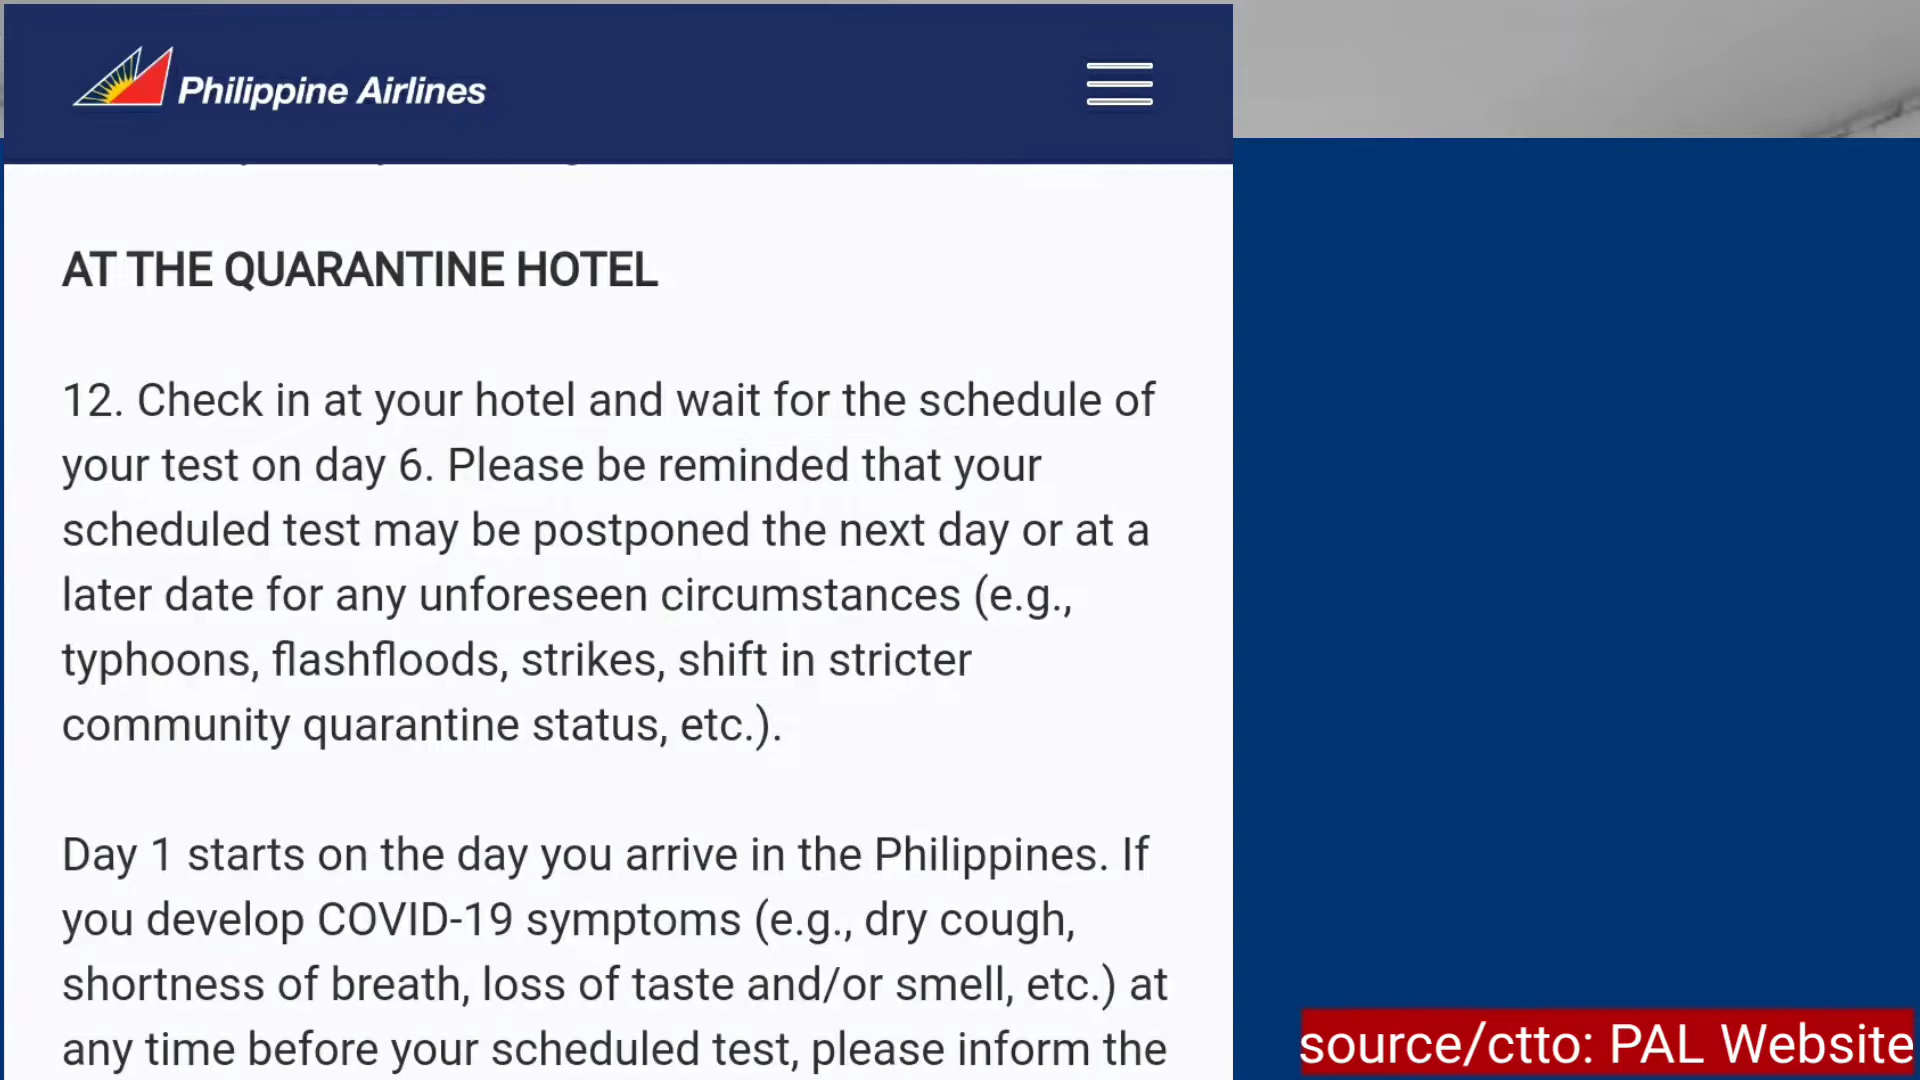 Philippine Airlines
AT THE QUARANTINE HOTEL
12. Check in at your hotel and wait for the schedule of
your test on day 6. Please be reminded that your
scheduled test may be postponed the next day or at a
later date for any unforeseen circumstances (e.g.,
typhoons, flashfloods, strikes, shift in stricter
community quarantine status, etc.).
Day 1 starts on the day you arrive in the Philippines. If
you develop COVID-19 symptoms (e.g., dry cough,
shortness of breath, loss of taste and/or smell, etc.) at
any time before your scheduled test, please inform the
source/ctto: PAL Website